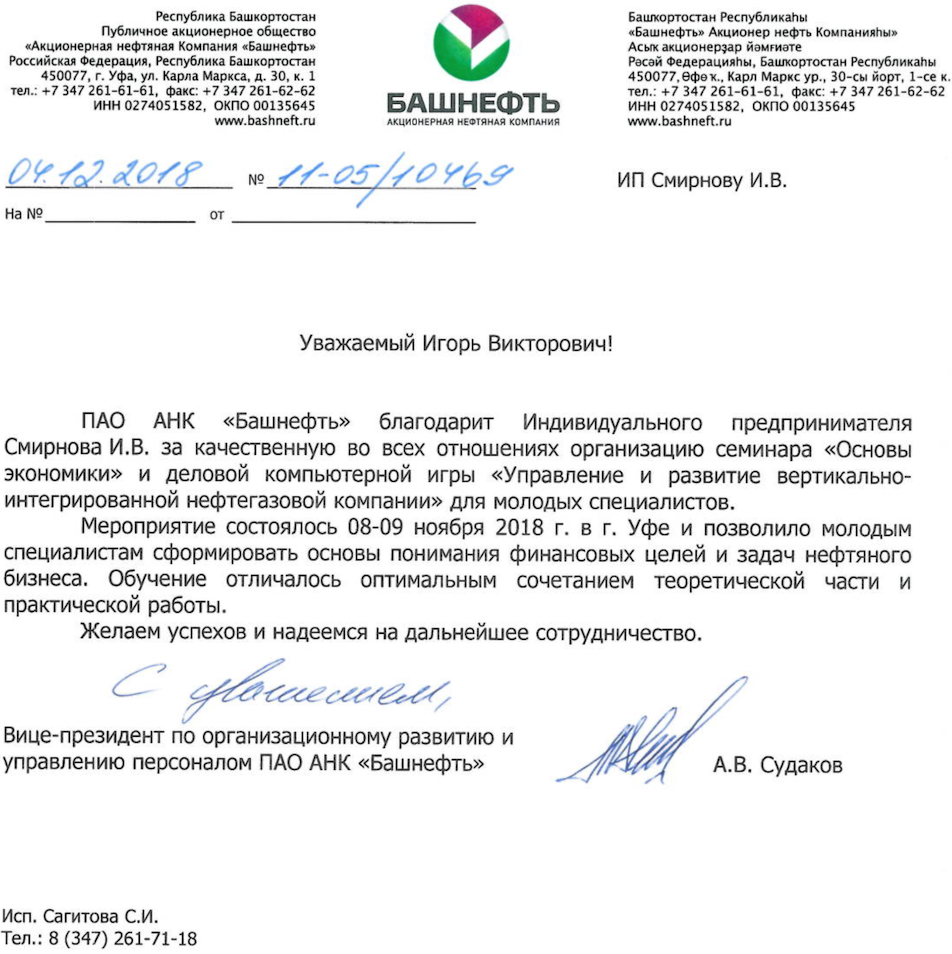 Республика Башкортостан
Публичное акционерное общество
«Акционерная нефтяная Компания «Башнефть»
Российская Федерация, Республика Башкортостан
450077, г. Уфа, ул. Карла Маркса, д. 30, к. 1
тел.: +7 347 261-61-61, факс: +7 347 261-62-62
ИНН 0274051582, ОКПО 00135645
www.bashneft.ru
БАШНЕФТЬ
АКЦИОНЕРНАЯ НЕФТЯНАЯ КОМПАНИЯ
Башҡортостан Республикаһы
«Башнефть» Акционер нефть Компанияһы»
Асыҡ акционерҙар йәмғиәте
Рәсәй Федерацияһы, Башҡортостан Республикаһы
450077, Өфө ҡ., Карл Маркс ур., 30-сы йорт, 1-се к.
тел.: +7 347 261-61-61, факс: +7 347 261-62-62
ИНН 0274051582, ОКПО 00135645
www.bashneft.ru
04.12.2018 № 11-05/10469
На № от
ИП Смирнову И.В.
Уважаемый Игорь Викторович!
ПАО АНК «Башнефть» благодарит Индивидуального предпринимателя
Смирнова И.В. за качественную во всех отношениях организацию семинара «Основы
экономики» и деловой компьютерной игры «Управление и развитие вертикально-
интегрированной нефтегазовой компании» для молодых специалистов.
Мероприятие состоялось 08-09 ноября 2018 г. в г. Уфе и позволило молодым
специалистам сформировать основы понимания финансовых целей и задач нефтяного
бизнеса. Обучение отличалось оптимальным сочетанием теоретической части и
практической работы.
Желаем успехов и надеемся на дальнейшее сотрудничество.
С уважением,
Вице-президент по организационному развитию и
управлению персоналом ПАО АНК «Башнефть»
А.В. Судаков
Исп. Сагитова С.И.
Тел.: 8 (347) 261-71-18